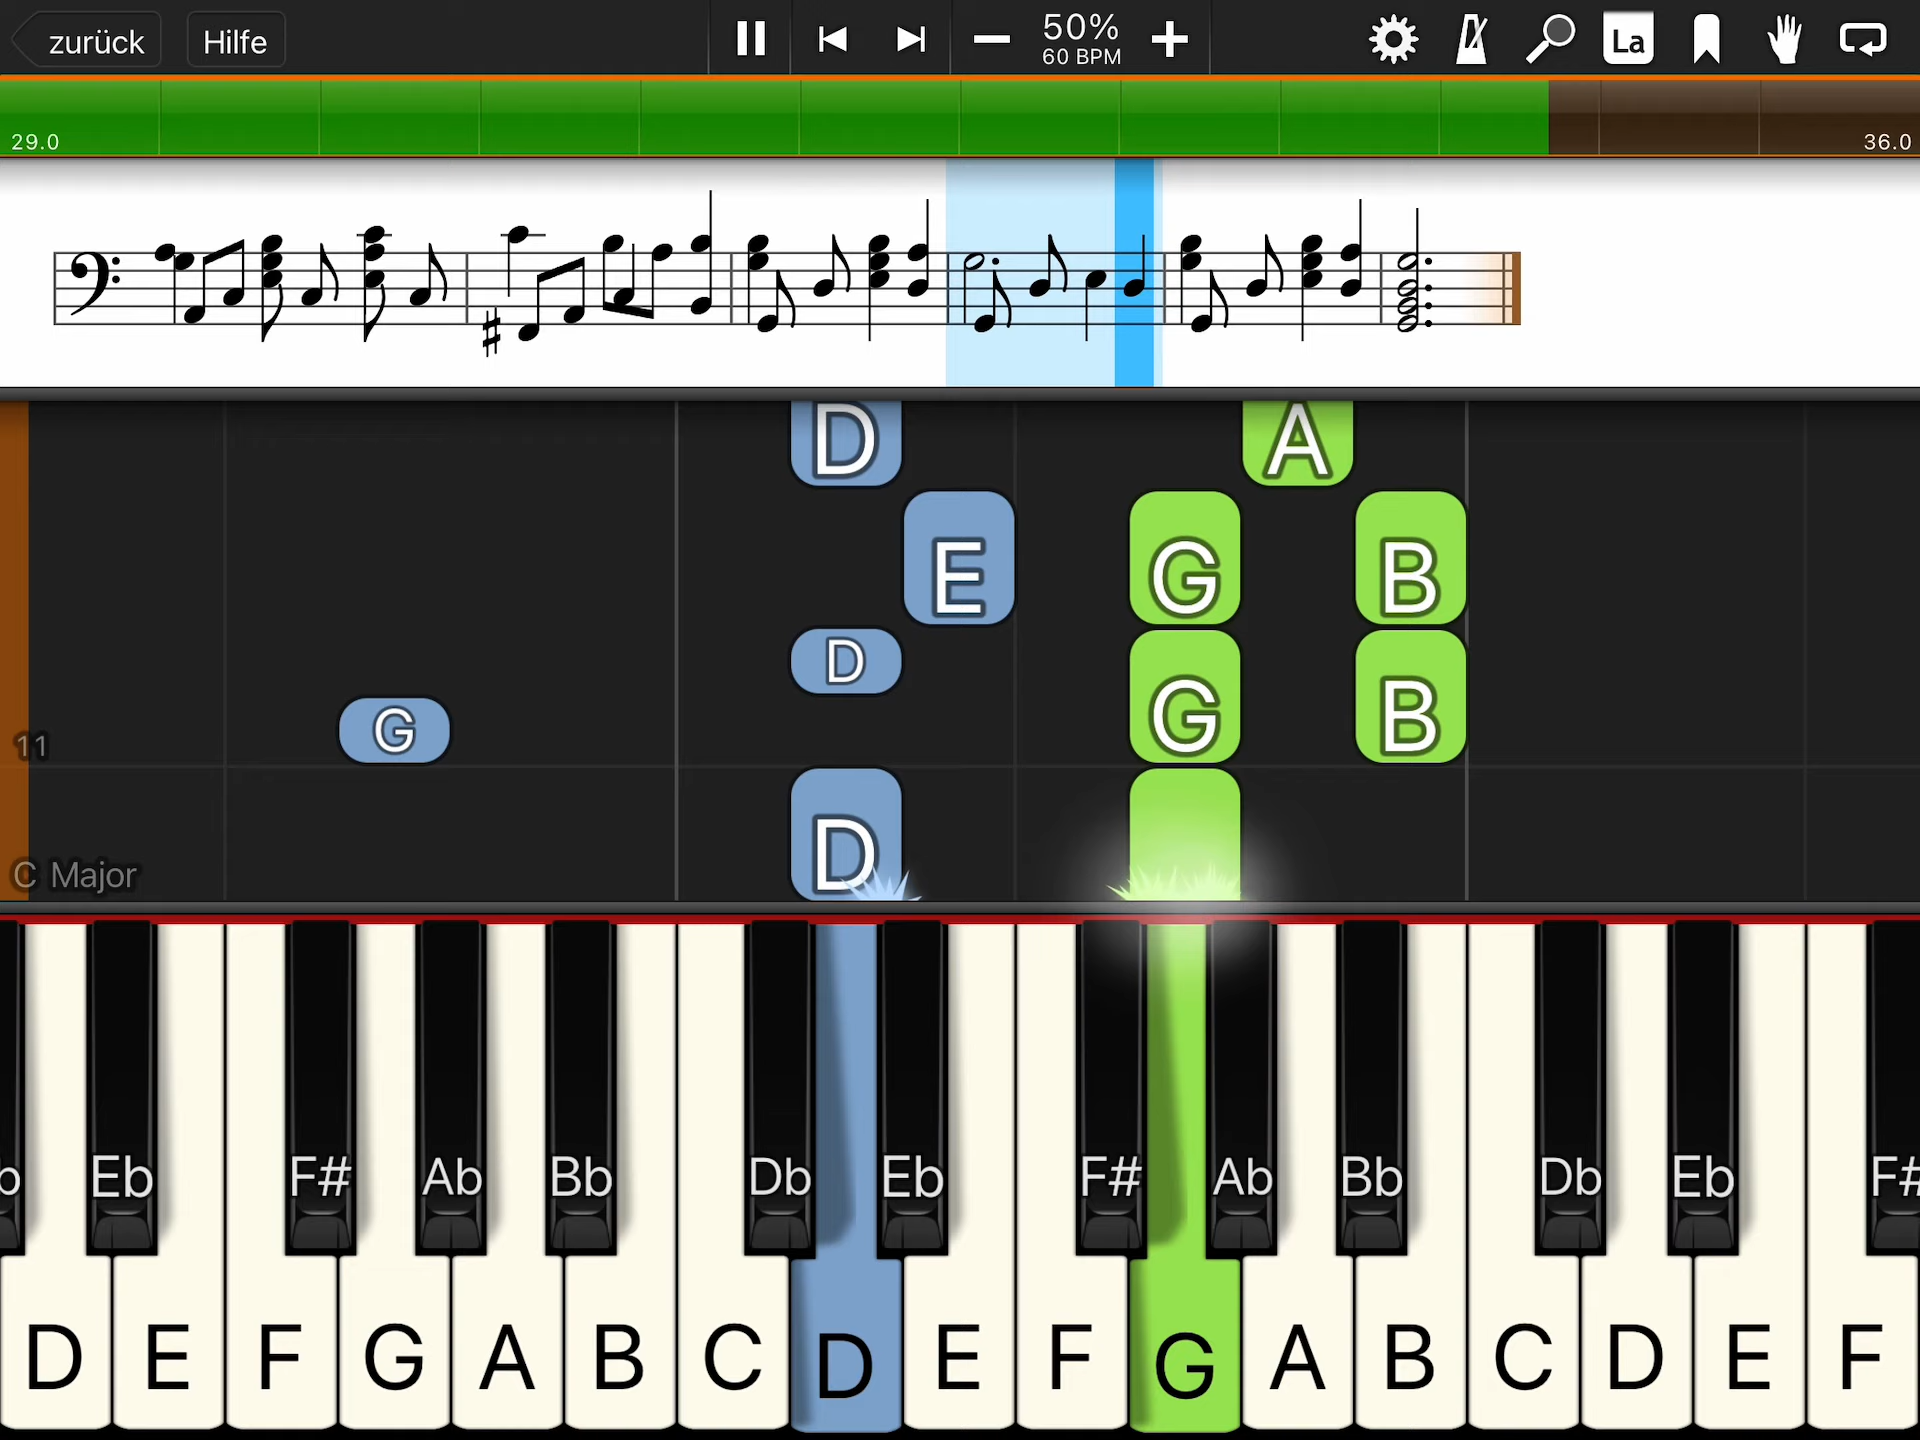 zurück Hilfe 50% La
60 BPM
29.0 36.0
D A
E G B
D G B
G
11
D
C Major
b Eb F# Ab Bb Db Eb F# Ab Bb Db Eb F#
D E F G A B C D E F G A B C D E F